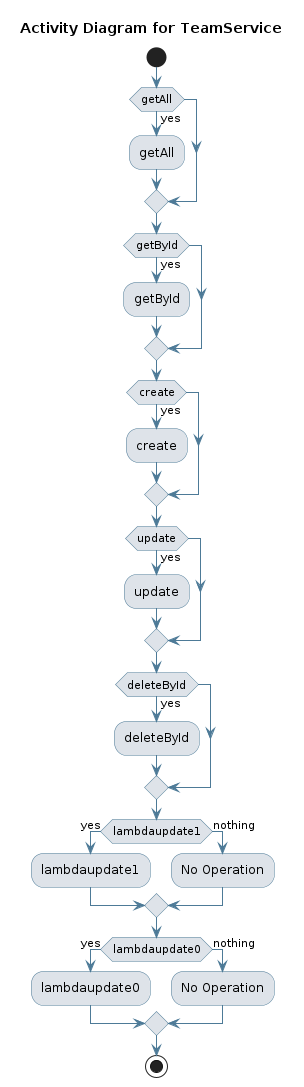 Activity Diagram for TeamService
getAll
yes
getAll
getById
yes
getById
create
yes
create
update
yes
update
deleteById
yes
deleteById
yes
lambdaupdate1
nothing
lambdaupdate1
No Operation
yes
lambdaupdate0
nothing
lambdaupdate0
No Operation